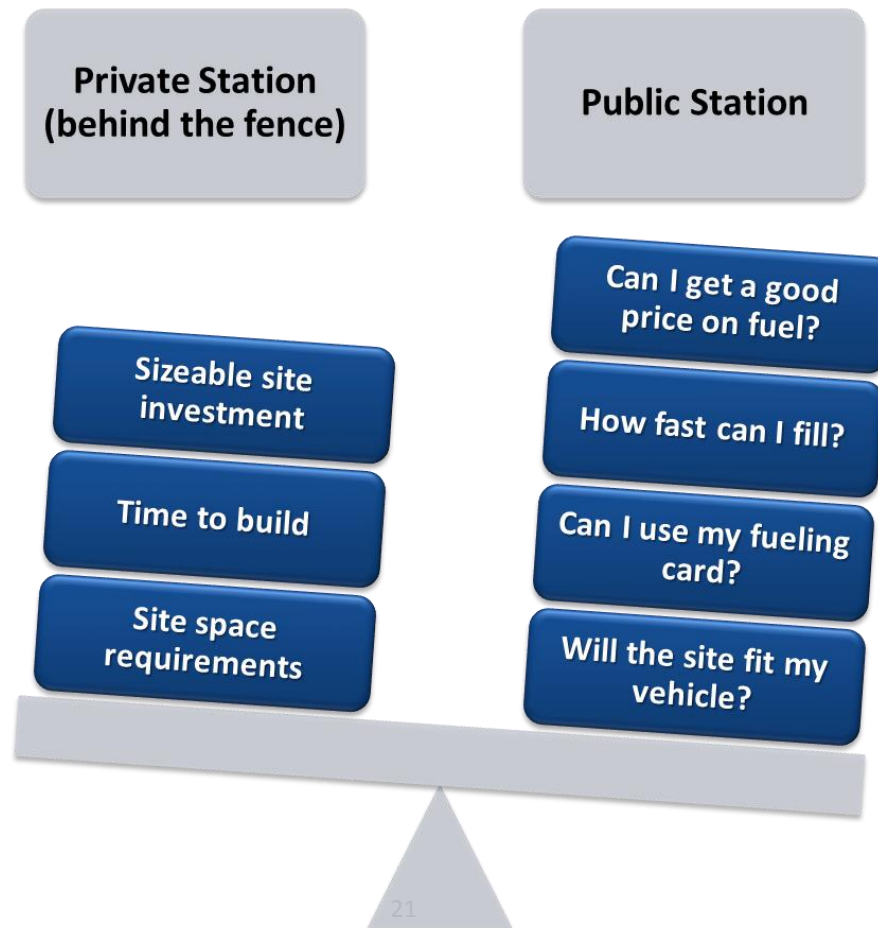 Private Station
(behind the fence)
Public Station
Sizeable site
investment
Time to build
Site space
requirements
Can I get a good
price on fuel?
How fast can I fill?
Can I use my fueling
card?
Will the site fit my
vehicle?
21